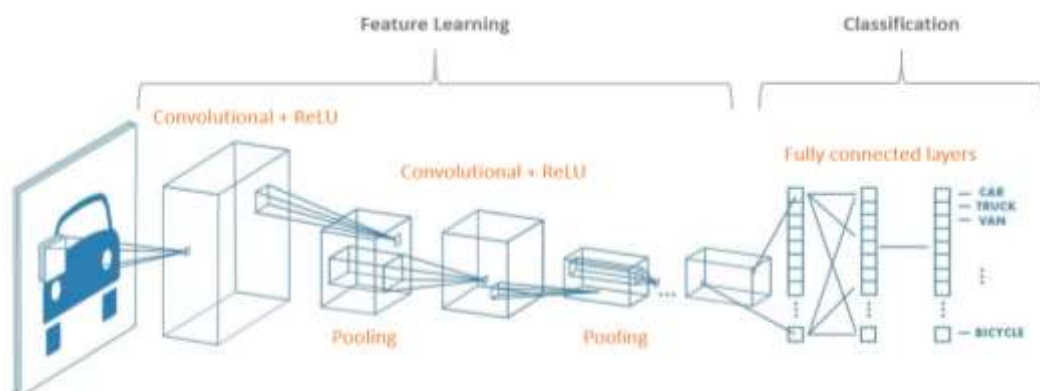 Feature Learning
Classification
Convolutional + ReLU
Convolutional + ReLU
Fully connected layers
CAR
TRUCK
VAN
Pooling
Pooling
BICYCLE